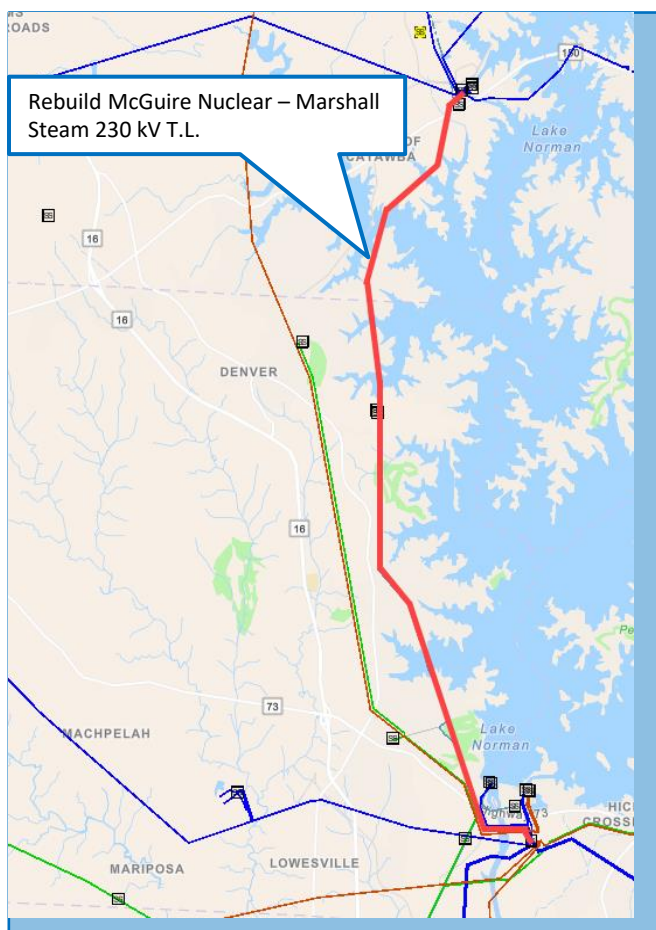 ROADS
150
Rebuild McGuire Nuclear – Marshall
Steam 230 kV T.L.
OF
CATAWBA
Lake
Norman
16
16
DENVER
16
73
MACHPELAH
Lake
Norman
73
HIC
CROSS
MARIPOSA
LOWESVILLE